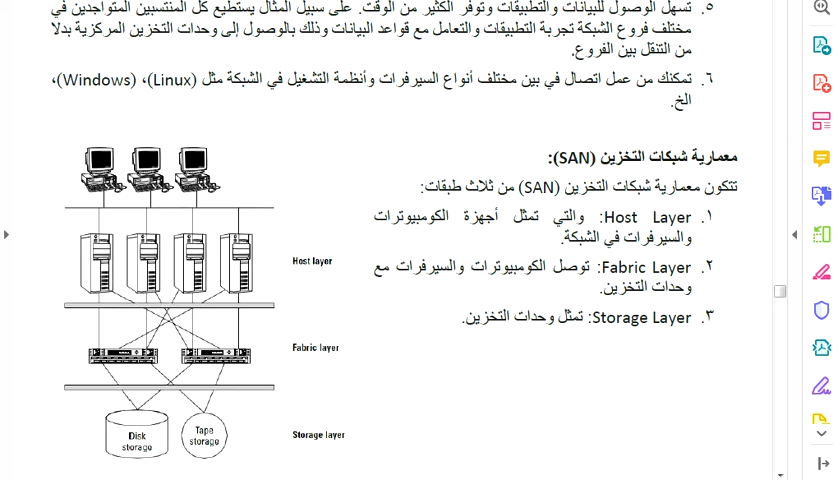 ٥. تسهل الوصول للبيانات والتطبيقات وتوفر الكثير من الوقت. على سبيل المثال يستطيع كل المنتسبين المتواجدين في
مختلف فروع الشبكة تجربة التطبيقات والتعامل مع قواعد البيانات وذلك بالوصول إلى وحدات التخزين المركزية بدلا
من التنقل بين الفروع.
٦. تمكنك من عمل اتصال في بين مختلف أنواع السيرفرات وأنظمة التشغيل في الشبكة مثل (Linux)، (Windows)،
الخ.
معمارية شبكات التخزين (SAN):
تتكون معمارية شبكات التخزين (SAN) من ثلاث طبقات:
١. Host Layer: والتي تمثل أجهزة الكومبيوترات
والسيرفرات في الشبكة.
٢. Fabric Layer: توصل الكومبيوترات والسيرفرات مع
وحدات التخزين.
٣. Storage Layer: تمثل وحدات التخزين.
Host layer
Fabric layer
Disk
storage
Tape
storage
Storage layer